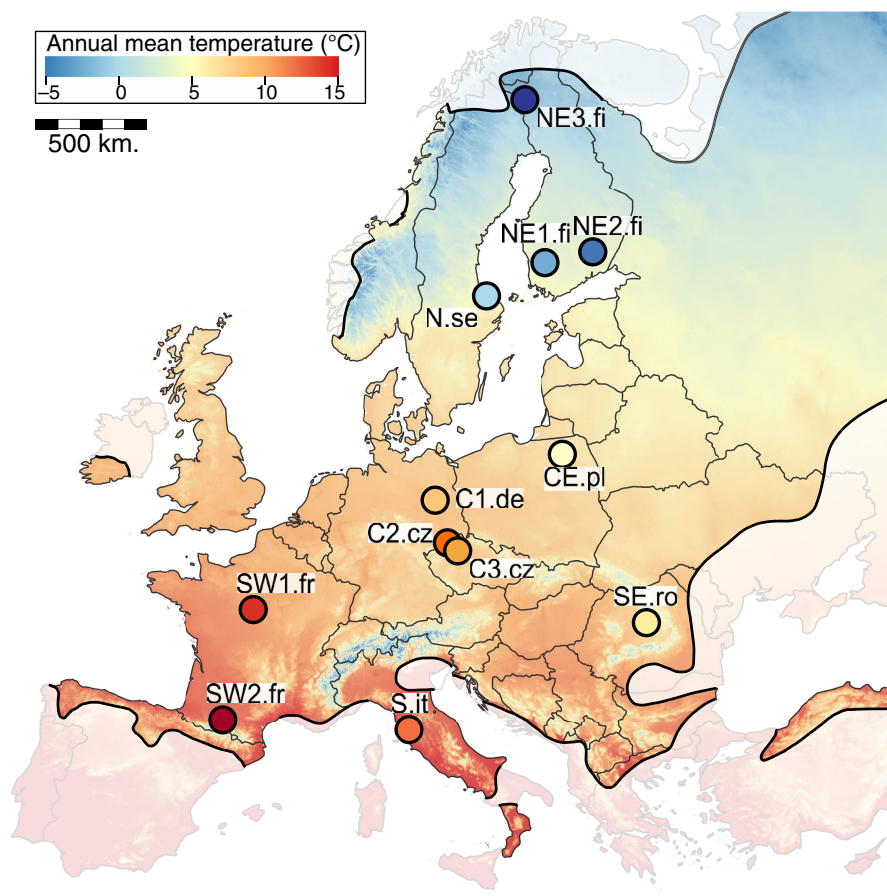 Annual mean temperature (°C)
–5 0 5 10 15
500 km.
NE3.fi
NE1.fi NE2.fi
N.se
CE.pl
C1.de
C2.cz
C3.cz
SW1.fr
SE.ro
SW2.fr
S.it